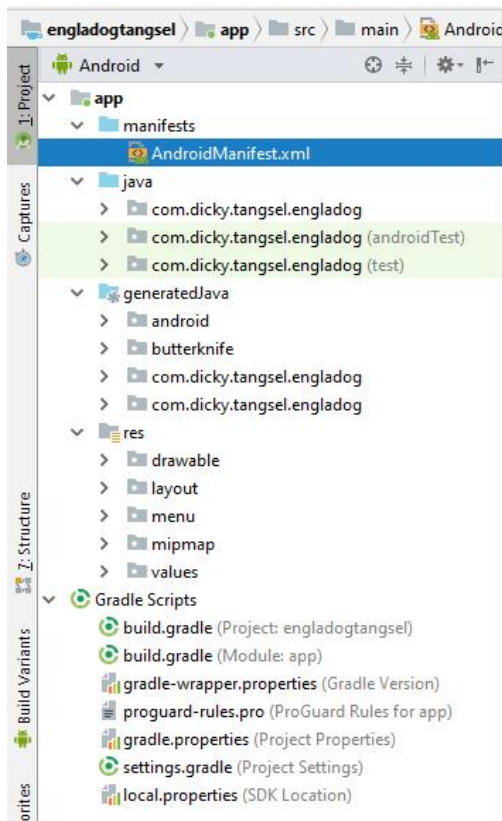 engladogtangsel app src main Android
Android
app
manifests
AndroidManifest.xml
java
com.dicky.tangsel.engladog
com.dicky.tangsel.engladog (androidTest)
com.dicky.tangsel.engladog (test)
generatedJava
android
butterknife
com.dicky.tangsel.engladog
com.dicky.tangsel.engladog
res
drawable
layout
menu
mipmap
values
Gradle Scripts
build.gradle (Project: engladogtangsel)
build.gradle (Module: app)
gradle-wrapper.properties (Gradle Version)
proguard-rules.pro (ProGuard Rules for app)
gradle.properties (Project Properties)
settings.gradle (Project Settings)
local.properties (SDK Location)
1: Project
Captures
7: Structure
Build Variants
orites